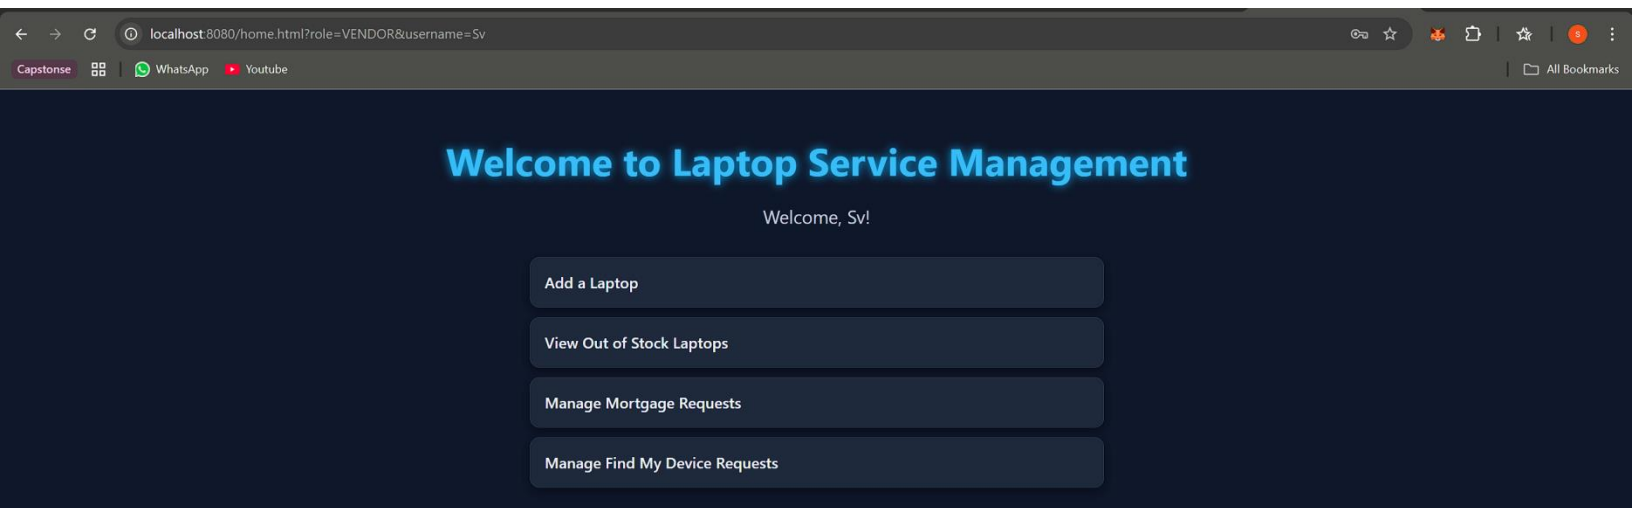 localhost:8080/home.html?role=VENDOR&username=Sv
Capstonse WhatsApp Youtube All Bookmarks
Welcome to Laptop Service Management
Welcome, Sv!
Add a Laptop
View Out of Stock Laptops
Manage Mortgage Requests
Manage Find My Device Requests